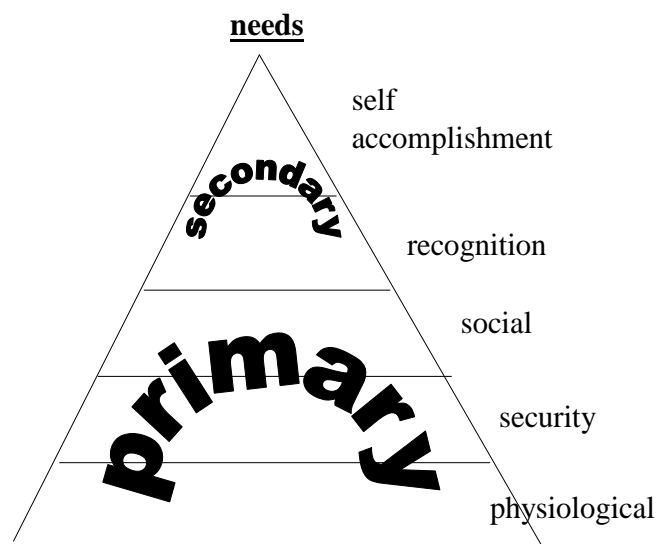 needs
self
accomplishment
secondary
recognition
social
primary
security
physiological